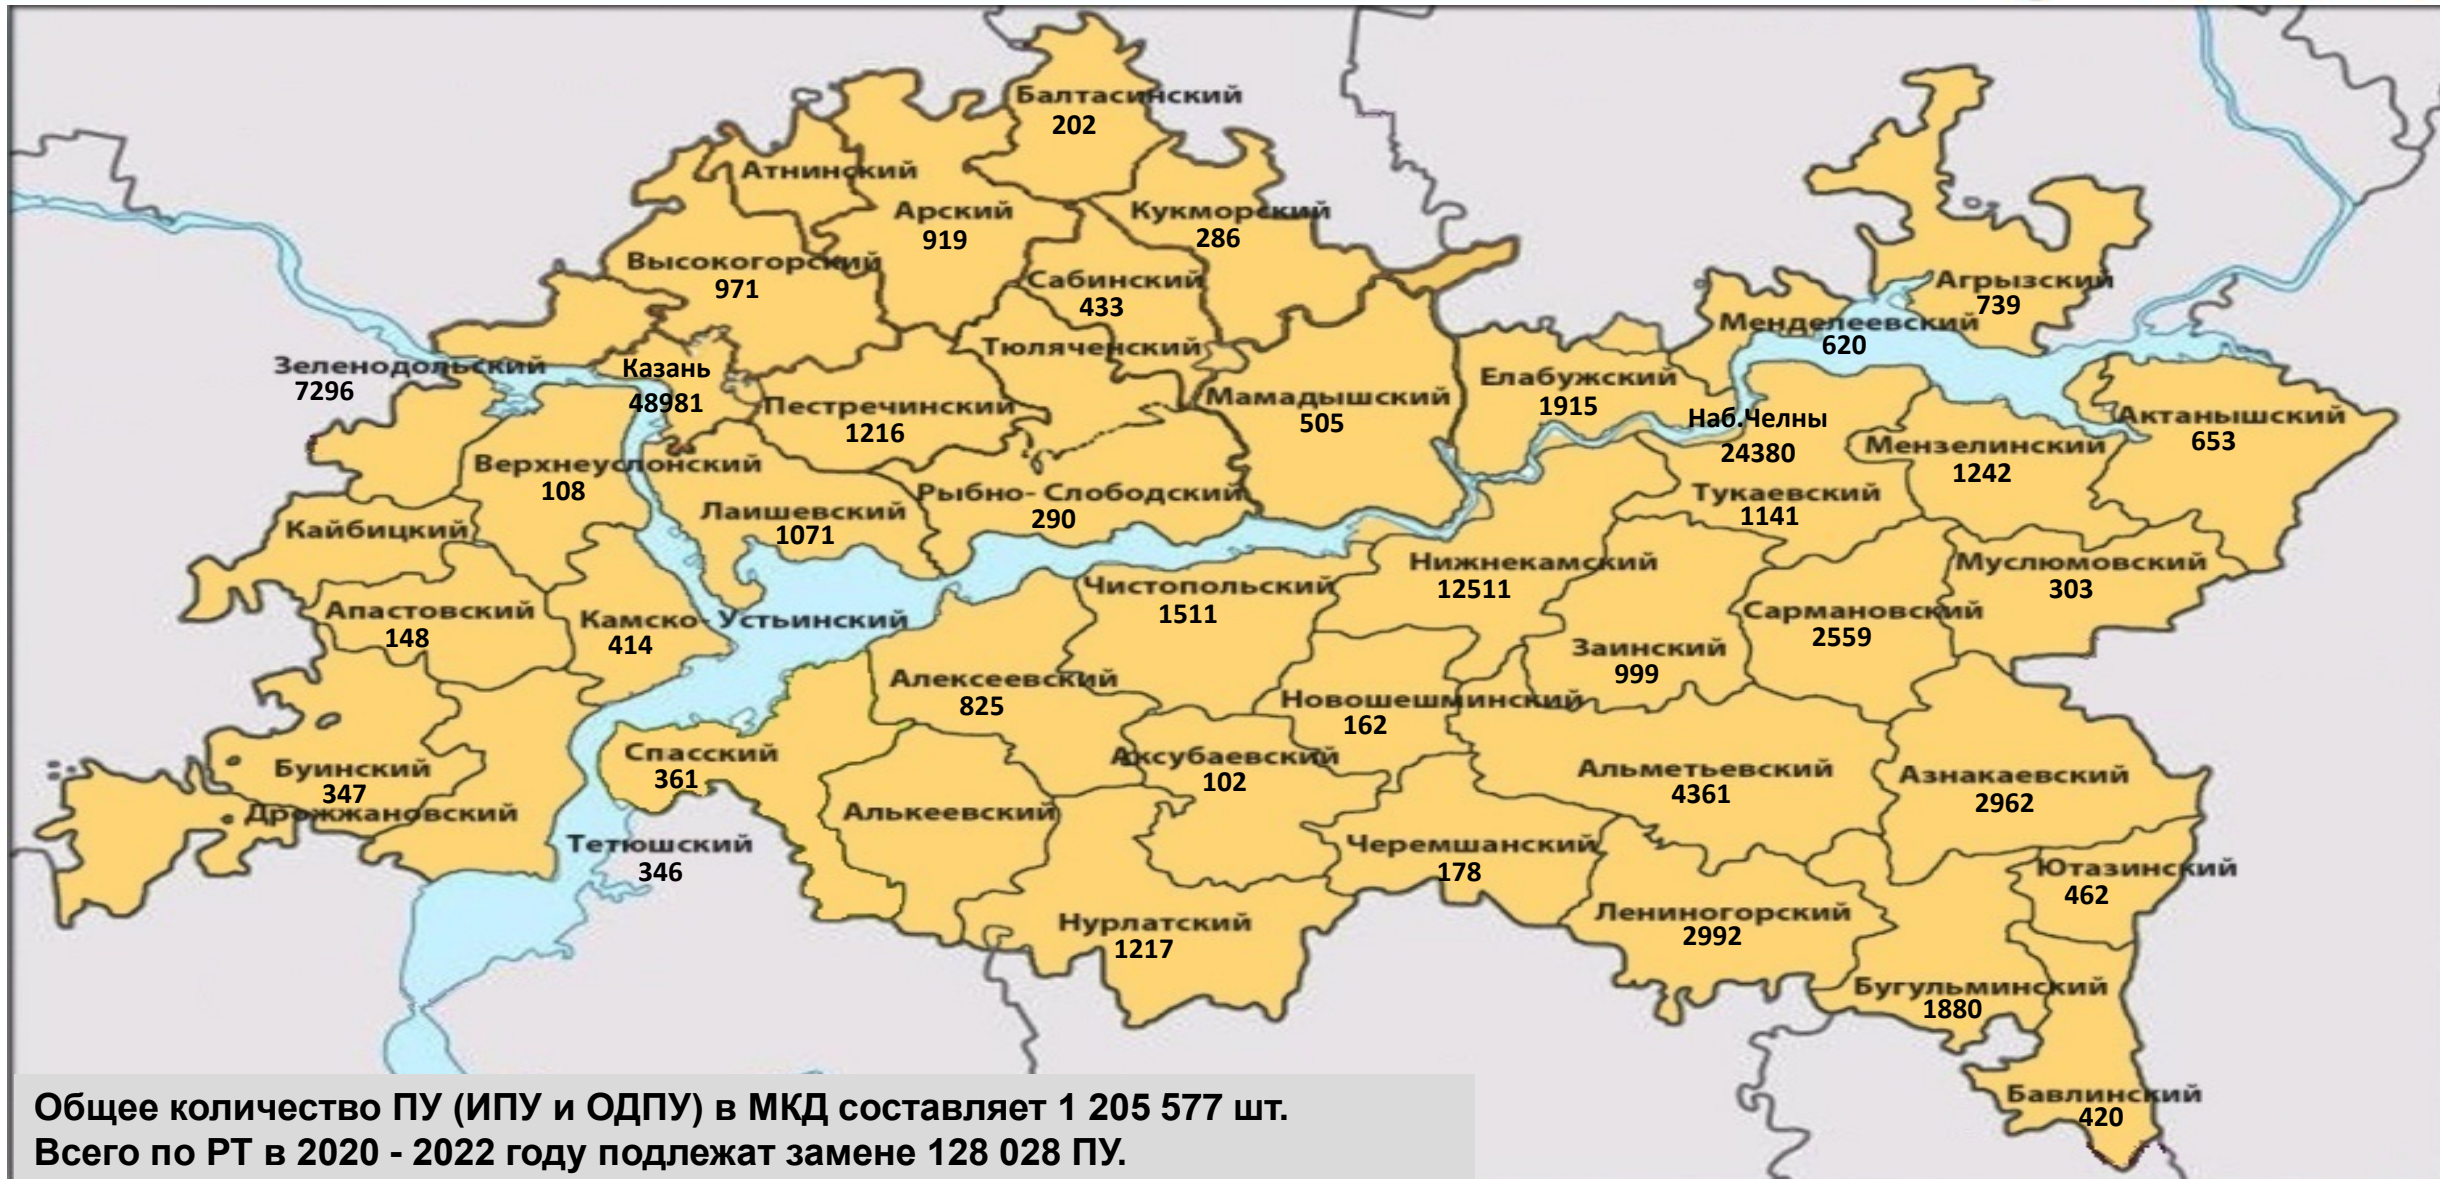 Балтасинский
202
Атнинский
Арский
919
Кукморский
286
Высокогорский
971
Сабинский
433
Агрызский
739
Менделеевский
620
Тюляченский
Зеленодольский
7296
Казань
48981
Пестречинский
1216
Мамадышский
505
Елабужский
1915
Наб.Челны
24380
Мензелинский
1242
Актанышский
653
Верхнеуслонский
108
Лаишевский
1071
Рыбно- Слободский
290
Тукаевский
1141
Кайбицкий
Апастовский
148
Камско- Устьинский
414
Чистопольский
1511
Нижнекамский
12511
Муслюмовский
303
Сармановский
2559
Заинский
999
Алексеевский
825
Новошешминский
162
Буинский
347
Дрожжановский
Спасский
361
Аксубаевский
102
Альметьевский
4361
Азнакаевский
2962
Алькеевский
Тетюшский
346
Черемшанский
178
Ютазинский
462
Нурлатский
1217
Лениногорский
2992
Бугульминский
1880
Бавлинский
420
Общее количество ПУ (ИПУ и ОДПУ) в МКД составляет 1 205 577 шт.
Всего по РТ в 2020 - 2022 году подлежат замене 128 028 ПУ.